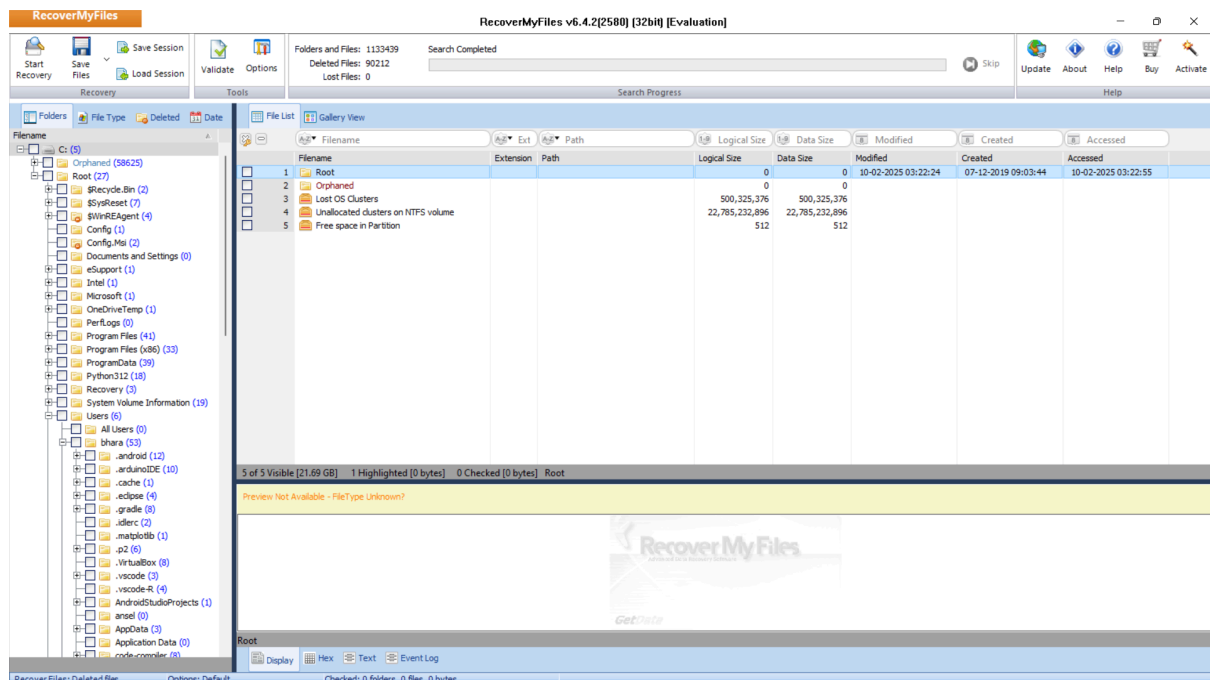 RecoverMyFiles
RecoverMyFiles v6.4.2(2580) (32bit) (Evaluation)
Start Recovery
Save Files
Save Session
Load Session
Recovery
Validate
Options
Tools
Folders and Files: 1133439
Deleted Files: 90212
Lost Files: 0
Search Completed
Skip
Search Progress
Update
About
Help
Buy
Activate
Help
Folders File Type Deleted Date
Filename
C: (5)
Orphaned (58625)
Root (27)
$Recycle.Bin (2)
$SysReset (7)
$WinREAgent (4)
Config (1)
Config.Msi (2)
Documents and Settings (0)
eSupport (1)
Intel (1)
Microsoft (1)
OneDriveTemp (1)
PerfLogs (0)
Program Files (41)
Program Files (x86) (33)
ProgramData (39)
Python312 (18)
Recovery (3)
System Volume Information (19)
Users (6)
All Users (0)
bhara (53)
.android (12)
.arduinoIDE (10)
.cache (1)
.eclipse (4)
.gradle (8)
.idlerc (2)
.matplotlib (1)
.p2 (6)
.VirtualBox (8)
.vscode (3)
.vscode-R (4)
AndroidStudioProjects (1)
ansel (0)
AppData (3)
Application Data (0)
code-compiler (8)
File List Gallery View
Filename Ext Path Logical Size Data Size Modified Created Accessed
Filename Extension Path Logical Size Data Size Modified Created Accessed
1 Root 0 0 10-02-2025 03:22:24 07-12-2019 09:03:44 10-02-2025 03:22:55
2 Orphaned 0 0
3 Lost OS Clusters 500,325,376 500,325,376
4 Unallocated clusters on NTFS volume 22,785,232,896 22,785,232,896
5 Free space in Partition 512 512
5 of 5 Visible [21.69 GB] 1 Highlighted [0 bytes] 0 Checked [0 bytes] Root
Preview Not Available - FileType Unknown?
Recover My Files
GetData
Root
Display Hex Text Event Log
Recover Files: Deleted files Options: Default Checked: 0 folders, 0 files, 0 bytes